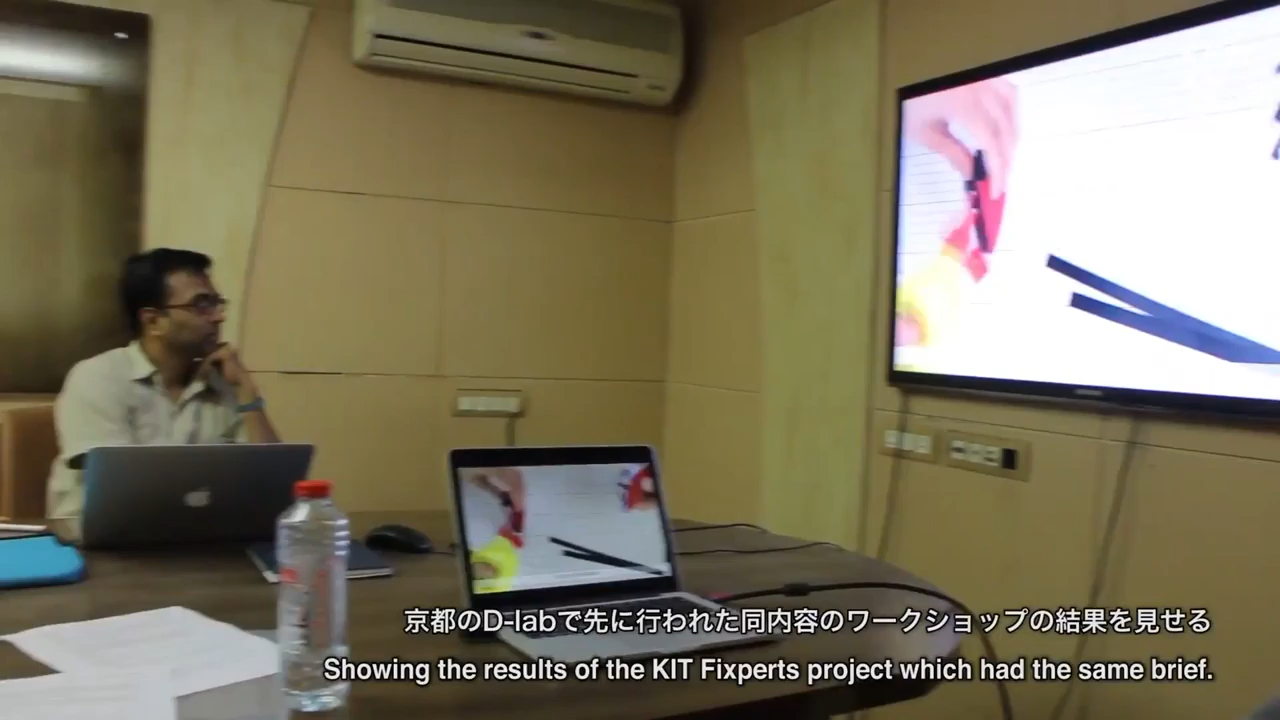 京都のD-labで先に行われた同内容のワークショップの結果を見せる
Showing the results of the KIT Fixperts project which had the same brief.